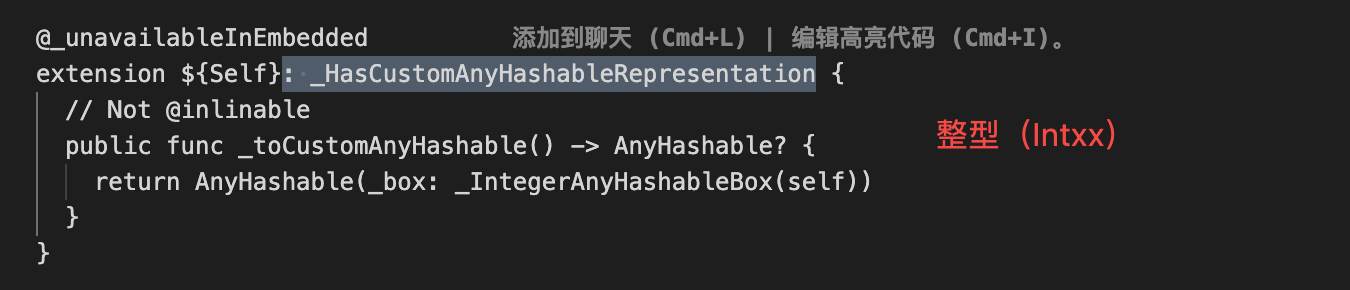 @_unavailableInEmbedded 添加到聊天 (Cmd+L) | 编辑高亮代码 (Cmd+I)。
extension ${Self}: _HasCustomAnyHashableRepresentation {
// Not @inlinable
public func _toCustomAnyHashable() -> AnyHashable? {
整型（Intxx）
return AnyHashable(_box: _IntegerAnyHashableBox(self))
}
}